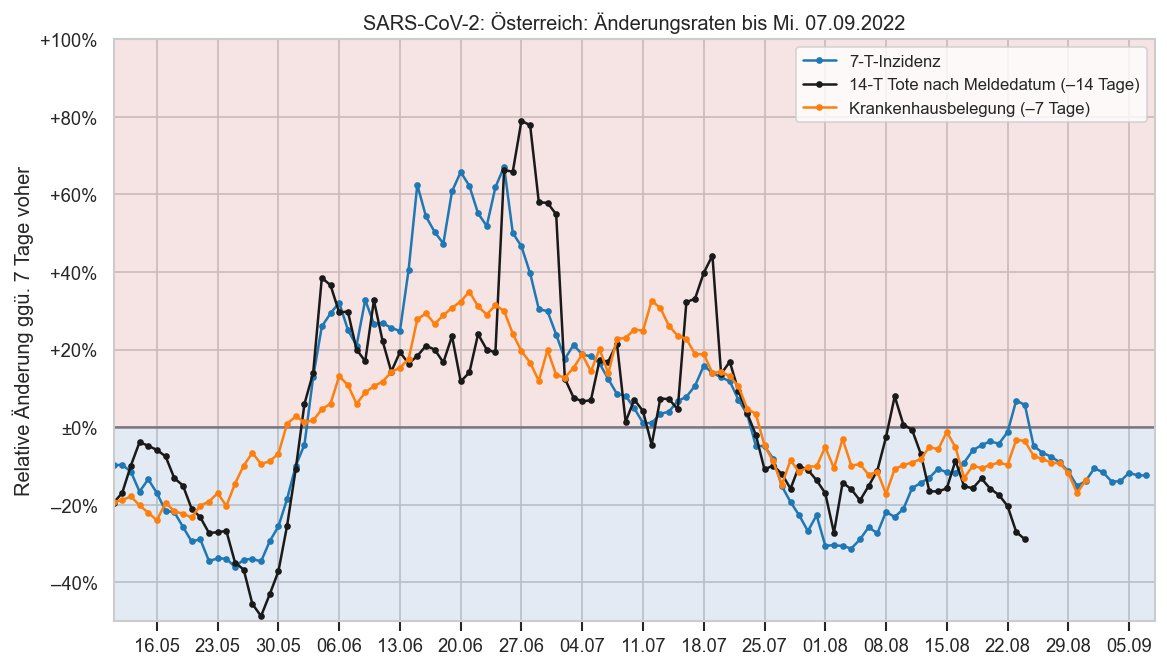 SARS-CoV-2: Österreich: Änderungsraten bis Mi. 07.09.2022
7-T-Inzidenz
14-T Tote nach Meldedatum (–14 Tage)
Krankenhausbelegung (–7 Tage)
Relative Änderung ggü. 7 Tage voher
+100%
+80%
+60%
+40%
+20%
±0%
–20%
–40%
16.05 23.05 30.05 06.06 13.06 20.06 27.06 04.07 11.07 18.07 25.07 01.08 08.08 15.08 22.08 29.08 05.09